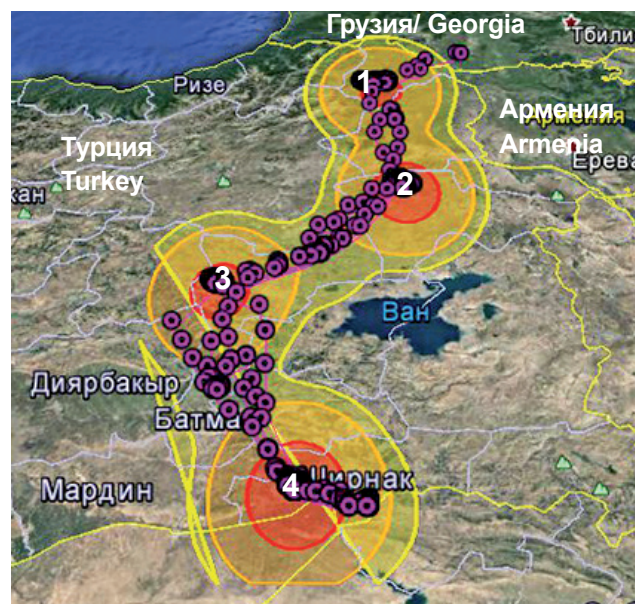 Грузия/ Georgia
Тбили
Ризе
1
Армения
Армения
Armenia
Турция
Turkey
Ерева
кан
2
3
Ван
Диярбакыр
Батма
4
Ширнак
Мардин